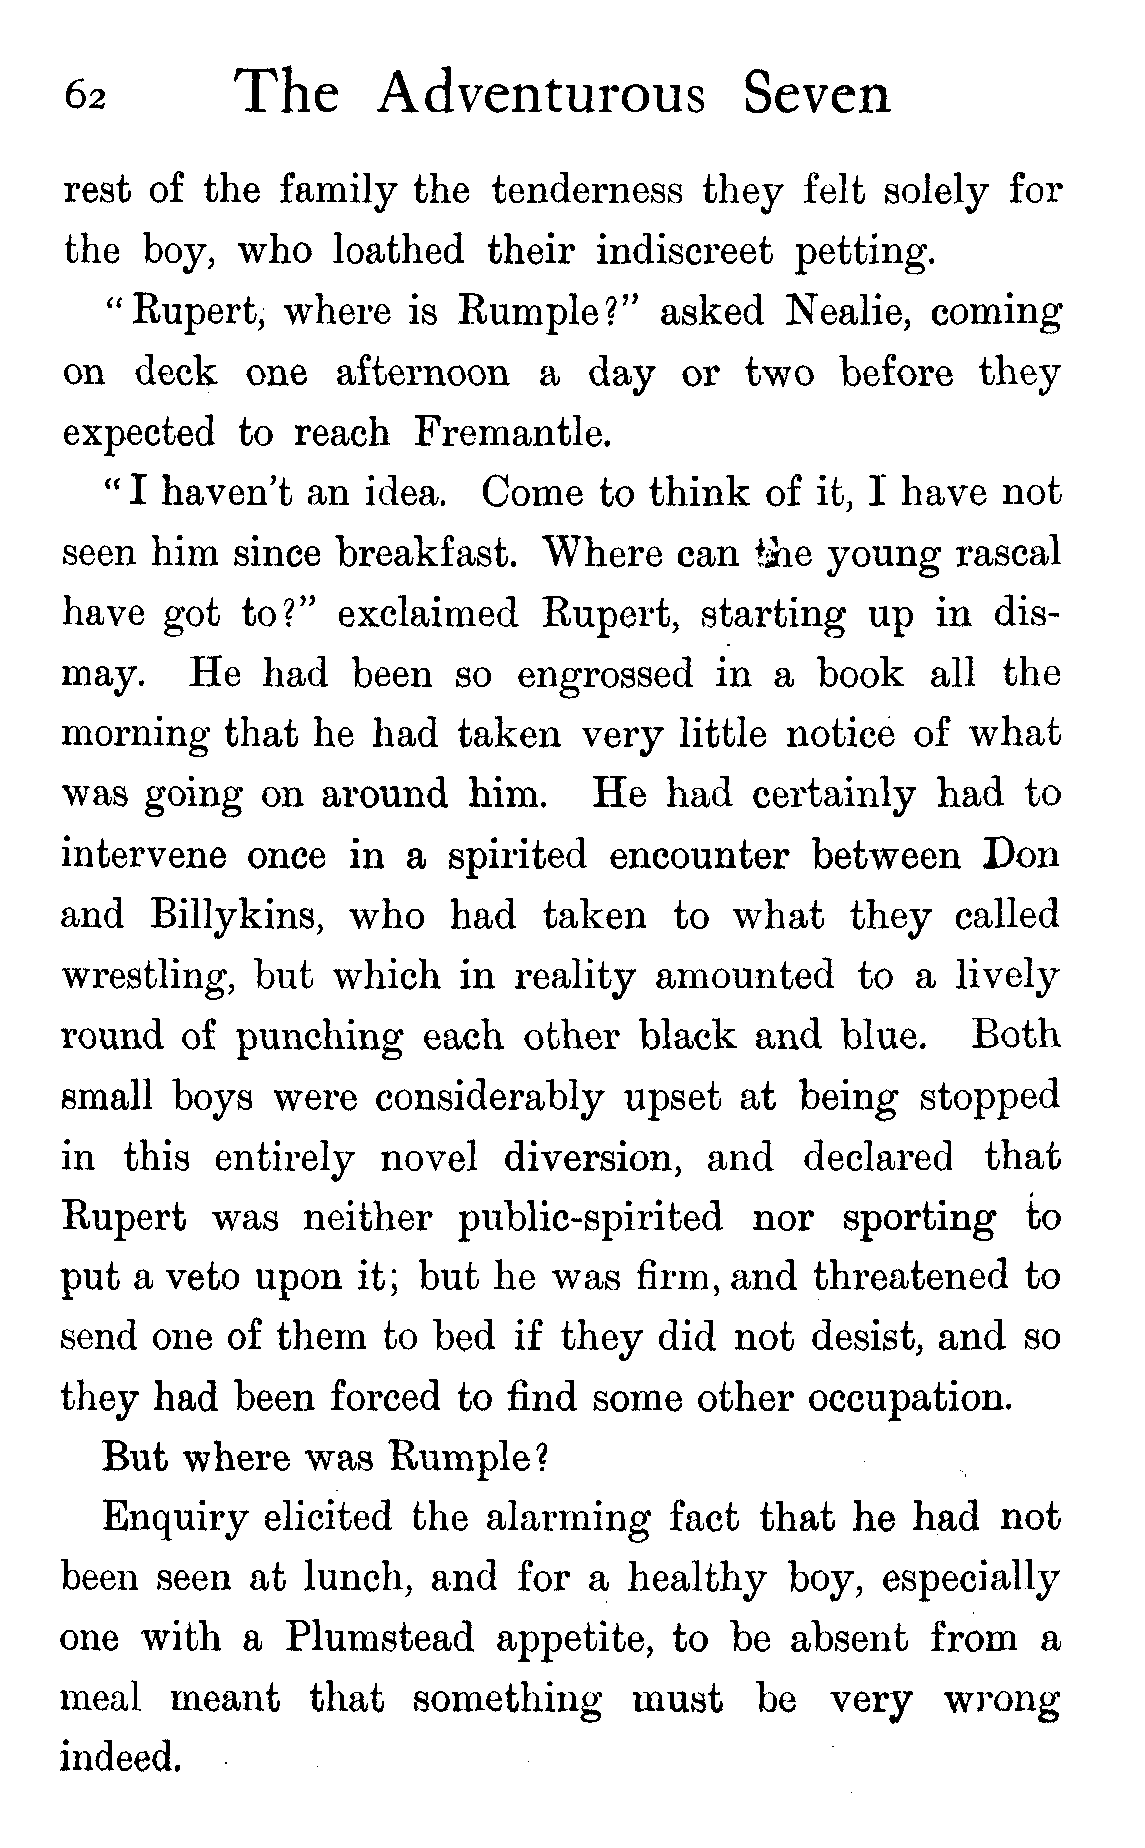 62 The Adventurous Seven
rest of the family the tenderness they felt solely for
the boy, who loathed their indiscreet petting.
“Rupert, where is Rumple?” asked Nealie, coming
on deck one afternoon a day or two before they
expected to reach Fremantle.
“I haven't an idea. Come to think of it, I have not
seen him since breakfast. Where can the young rascal
have got to?” exclaimed Rupert, starting up in dis-
may. He had been so engrossed in a book all the
morning that he had taken very little notice of what
was going on around him. He had certainly had to
intervene once in a spirited encounter between Don
and Billykins, who had taken to what they called
wrestling, but which in reality amounted to a lively
round of punching each other black and blue. Both
small boys were considerably upset at being stopped
in this entirely novel diversion, and declared that
Rupert was neither public-spirited nor sporting to
put a veto upon it; but he was firm, and threatened to
send one of them to bed if they did not desist, and so
they had been forced to find some other occupation.
But where was Rumple?
Enquiry elicited the alarming fact that he had not
been seen at lunch, and for a healthy boy, especially
one with a Plumstead appetite, to be absent from a
meal meant that something must be very wrong
indeed.